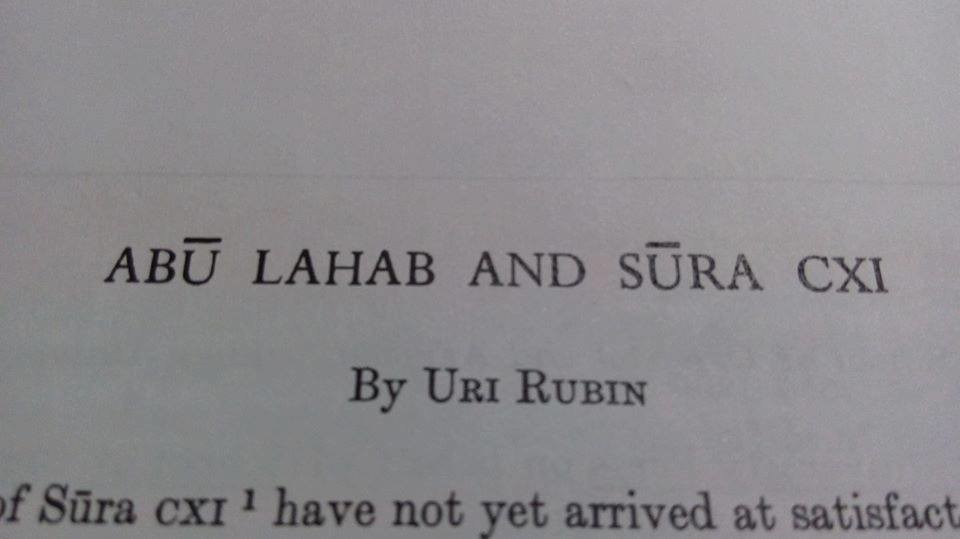 ABŪ LAHAB AND SŪRA CXI
By URI RUBIN
of Sūra CXI ¹ have not yet arrived at satisfact